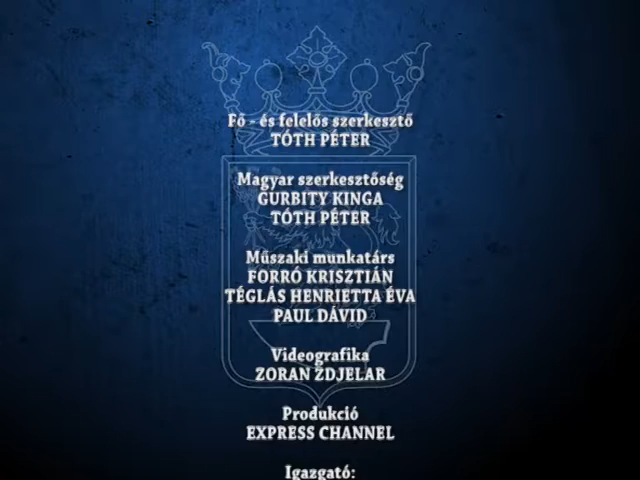 Fő - és felelős szerkesztő
TÓTH PÉTER
Magyar szerkesztőség
GURBITY KINGA
TÓTH PÉTER
Műszaki munkatárs
FORRÓ KRISZTIÁN
TÉGLÁS HENRIETTA ÉVA
PAUL DÁVID
Videografika
ZORAN ZDJELAR
Produkció
EXPRESS CHANNEL
Igazgató: